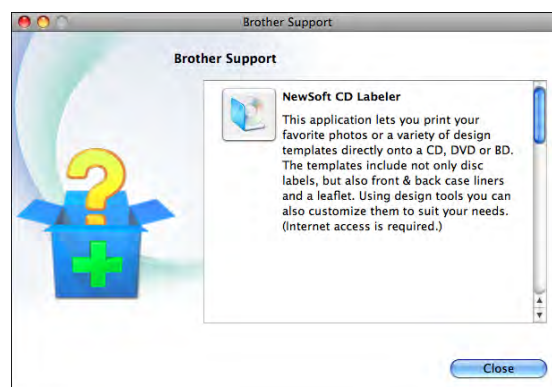 Brother Support
Brother Support
NewSoft CD Labeler
This application lets you print your
favorite photos or a variety of design
templates directly onto a CD, DVD or BD.
The templates include not only disc
labels, but also front & back case liners
and a leaflet. Using design tools you can
also customize them to suit your needs.
(Internet access is required.)
Close